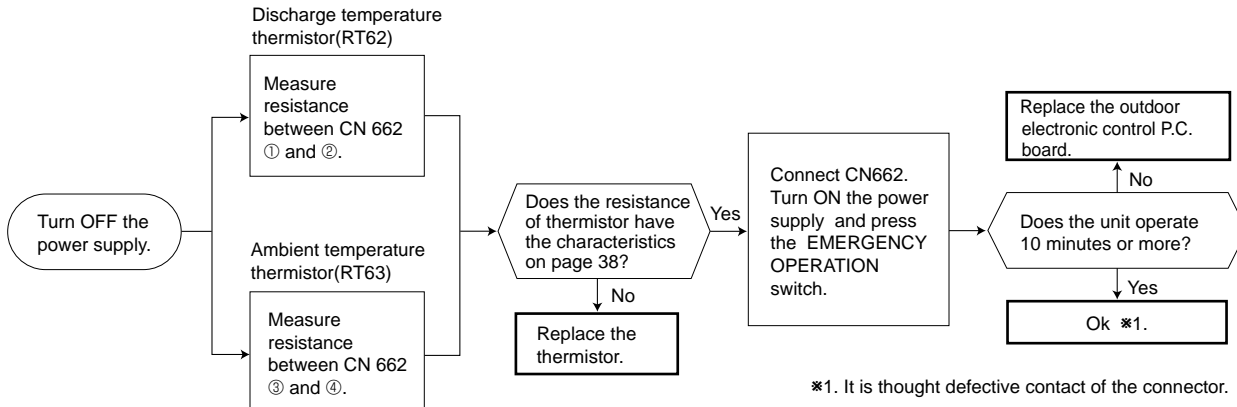 Discharge temperature
thermistor(RT62)
Measure
resistance
between CN 662
① and ②.
Turn OFF the
power supply.
Ambient temperature
thermistor(RT63)
Measure
resistance
between CN 662
③ and ④.
Does the resistance
of thermistor have
the characteristics
on page 38?
Yes
No
Replace the
thermistor.
Connect CN662.
Turn ON the power
supply and press
the EMERGENCY
OPERATION
switch.
Replace the outdoor
electronic control P.C.
board.
No
Does the unit operate
10 minutes or more?
Yes
Ok ※1.
※1. It is thought defective contact of the connector.